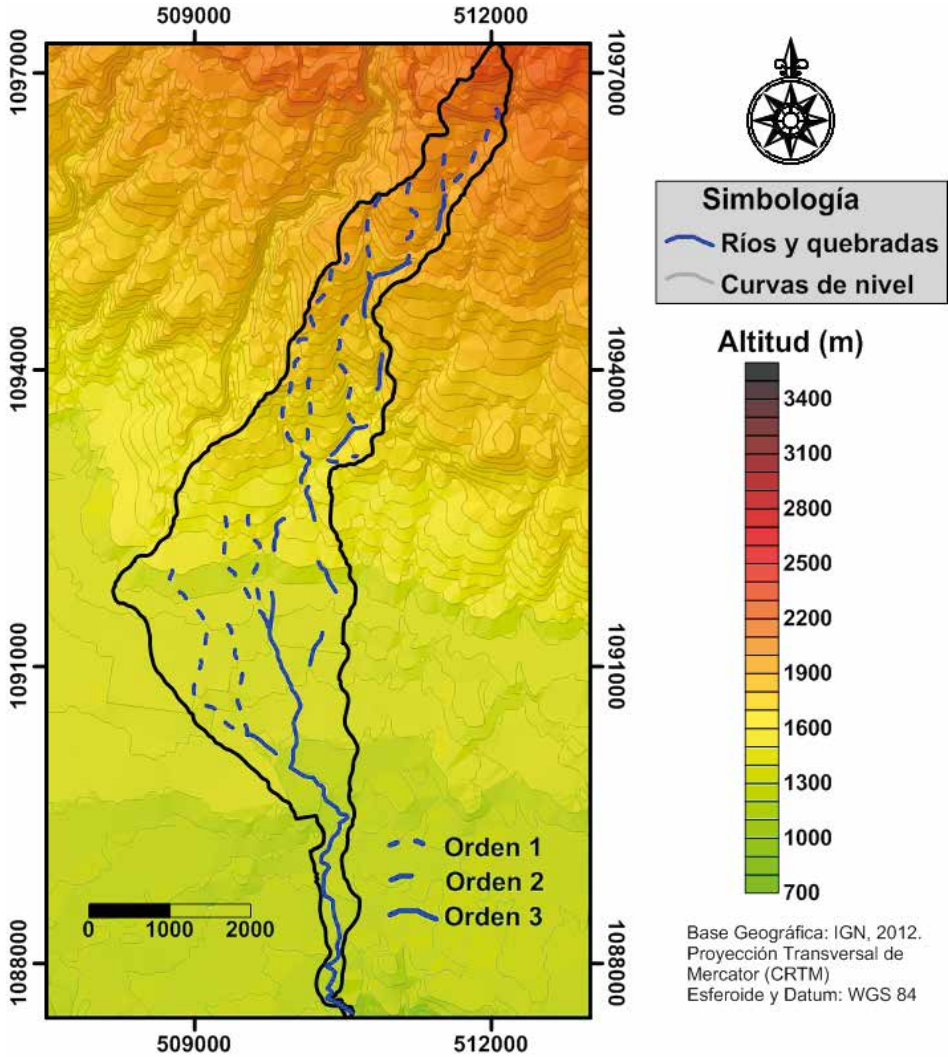 509000
512000
1097000
1097000
1094000
1094000
1091000
1091000
1088000
1088000
509000
512000
Orden 1
Orden 2
Orden 3
0
1000
2000
Simbología
Ríos y quebradas
Curvas de nivel
Altitud (m)
3400
3100
2800
2500
2200
1900
1600
1300
1000
700
Base Geográfica: IGN, 2012.
Proyección Transversal de
Mercator (CRTM)
Esferoide y Datum: WGS 84